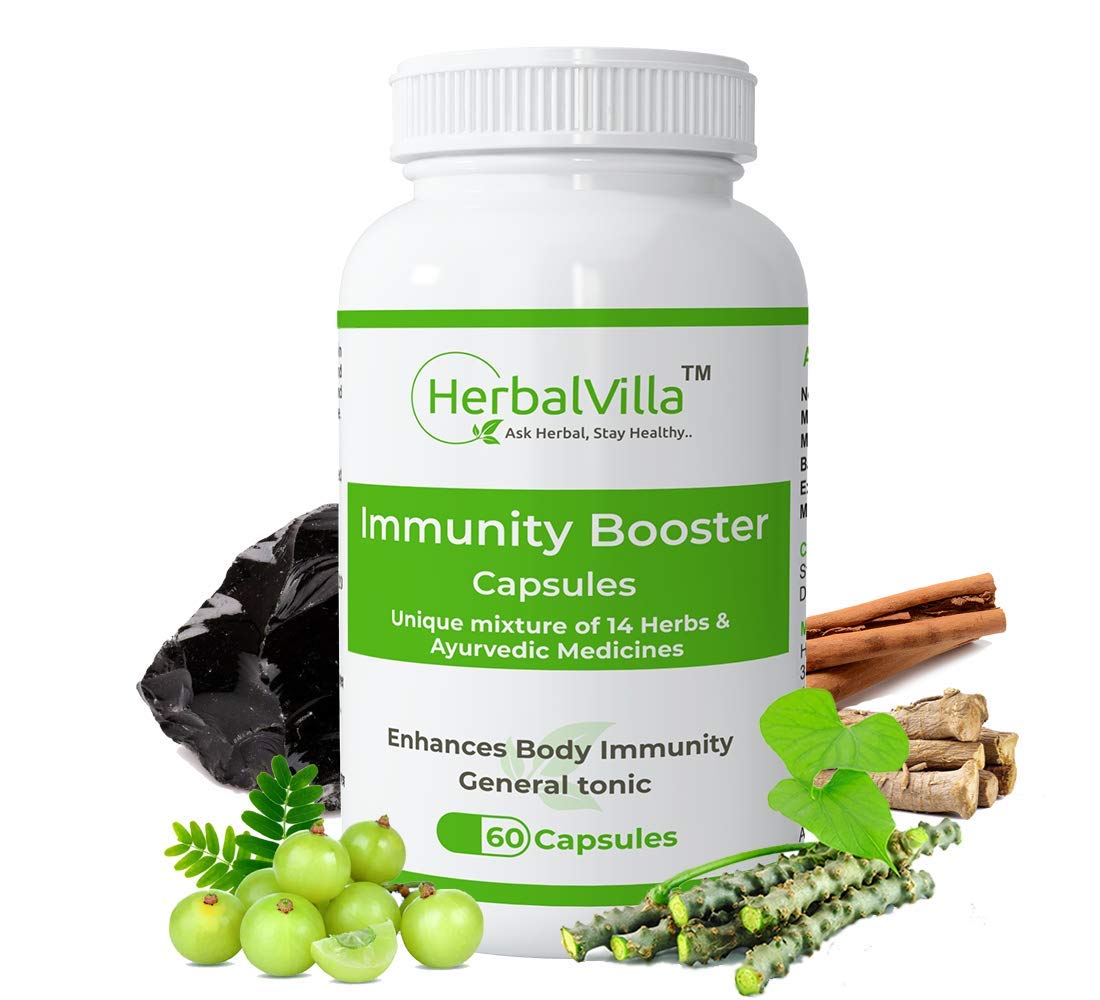 HerbalVilla™
Ask Herbal, Stay Healthy..
Immunity Booster
Capsules
Unique mixture of 14 Herbs &
Ayurvedic Medicines
Enhances Body Immunity
General tonic
60 Capsules